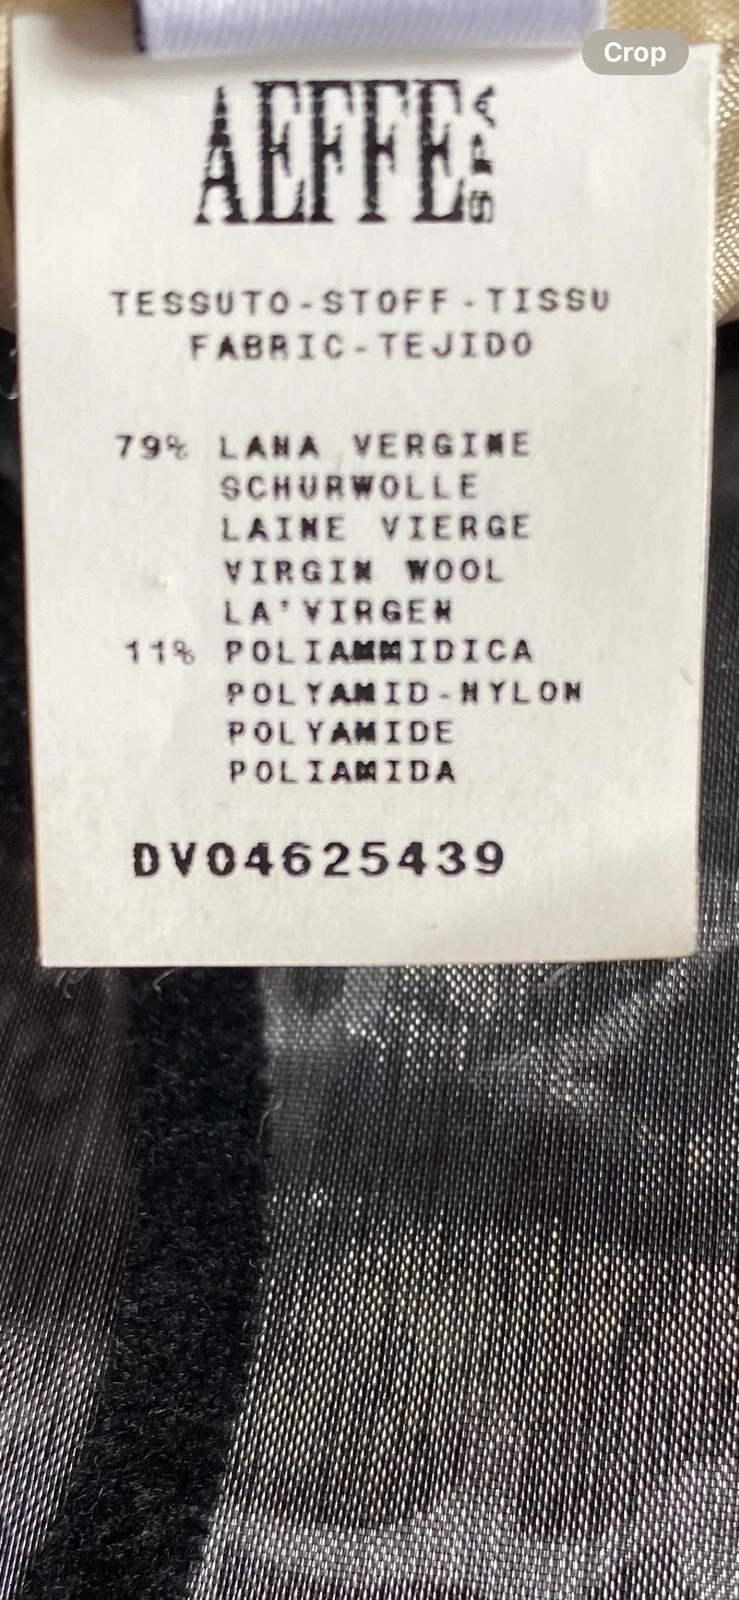 Crop
AEFFE SPA
TESSUTO-STOFF-TISSU
FABRIC-TEJIDO
79% LANA VERGINE
SCHURWOLLE
LAINE VIERGE
VIRGIN WOOL
LA'VIRGEN
11% POLIAMMIDICA
POLYAMID-NYLON
POLYAMIDE
POLIAMIDA
DV04625439